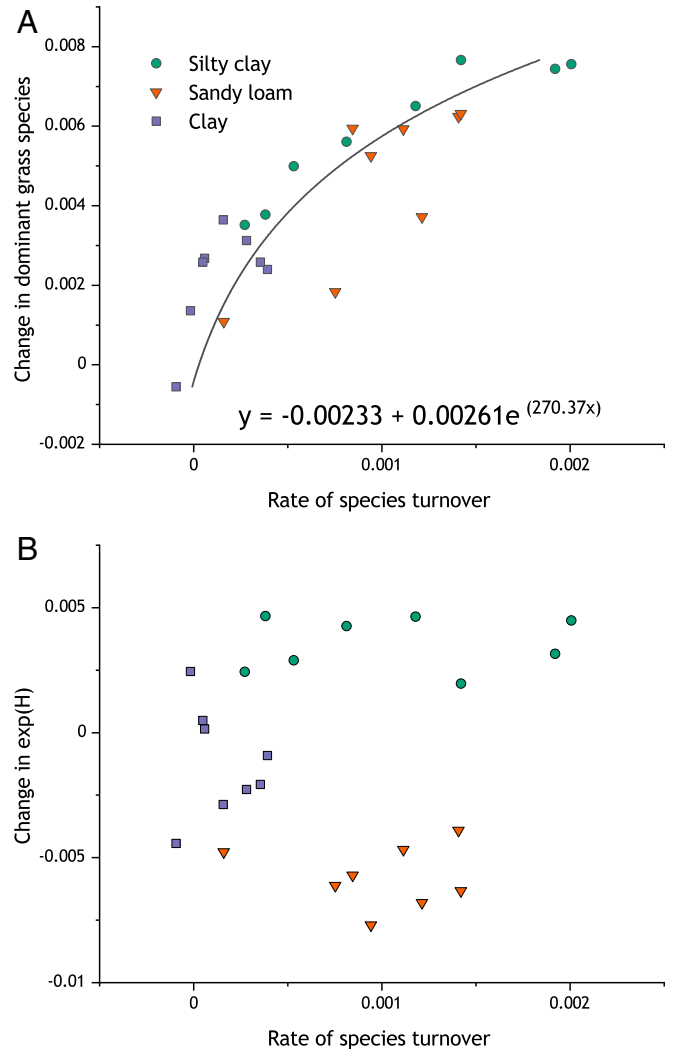 A
Change in dominant grass species
0.008
0.006
0.004
0.002
0
-0.002
Silty clay
Sandy loam
Clay
y = -0.00233 + 0.00261e (270.37x)
0
0.001
0.002
Rate of species turnover
B
Change in exp(H)
0.005
0
-0.005
-0.01
0
0.001
0.002
Rate of species turnover